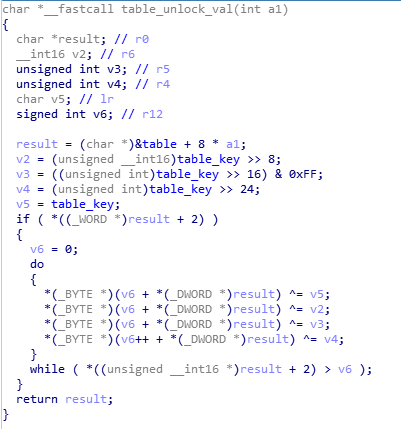 char *__fastcall table_unlock_val(int a1)
{
  char *result; // r0
  __int16 v2; // r6
  unsigned int v3; // r5
  unsigned int v4; // r4
  char v5; // lr
  signed int v6; // r12

  result = (char *)&table + 8 * a1;
  v2 = (unsigned __int16)table_key >> 8;
  v3 = ((unsigned int)table_key >> 16) & 0xFF;
  v4 = (unsigned int)table_key >> 24;
  v5 = table_key;
  if ( *((_WORD *)result + 2) )
  {
    v6 = 0;
    do
    {
      *(_BYTE *)(v6 + *(_DWORD *)result) ^= v5;
      *(_BYTE *)(v6 + *(_DWORD *)result) ^= v2;
      *(_BYTE *)(v6 + *(_DWORD *)result) ^= v3;
      *(_BYTE *)(v6++ + *(_DWORD *)result) ^= v4;
    }
    while ( *((unsigned __int16 *)result + 2) > v6 );
  }
  return result;
}